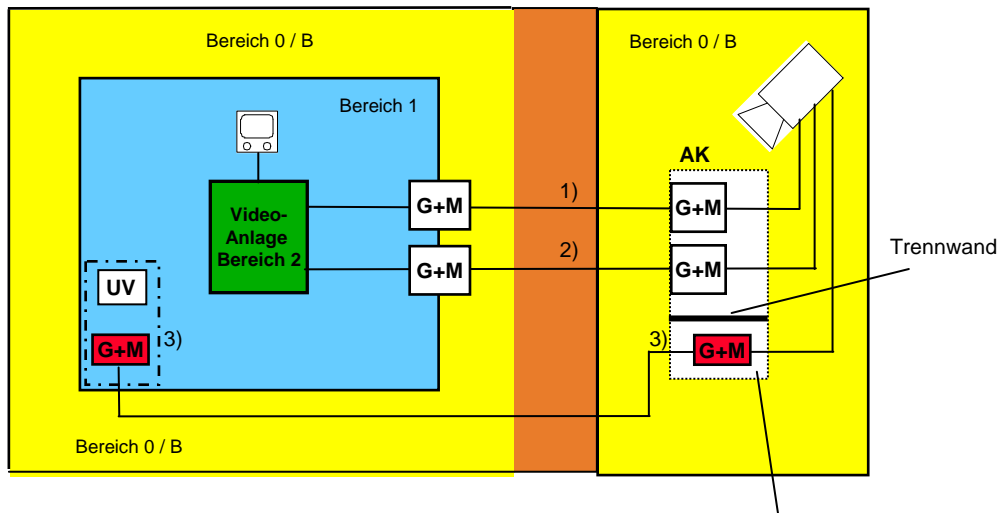 Bereich 0 / B
Bereich 0 / B
Bereich 1
AK
G+M
1)
G+M
Video-
Anlage
Bereich 2
G+M
2)
G+M
Trennwand
UV
G+M
3)
3)
G+M
Bereich 0 / B